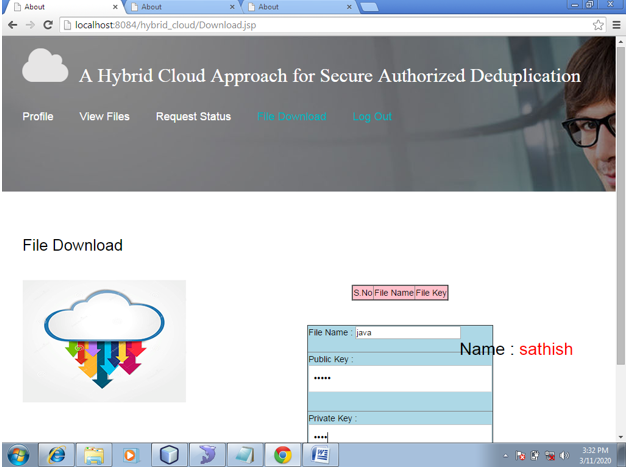 About
About
About
localhost:8084/hybrid_cloud/Download.jsp
A Hybrid Cloud Approach for Secure Authorized Deduplication
Profile View Files Request Status File Download Log Out
File Download
S.No File Name File Key
File Name : java
Name : sathish
Public Key :
•••••
Private Key :
••••
3:32 PM
3/11/2020